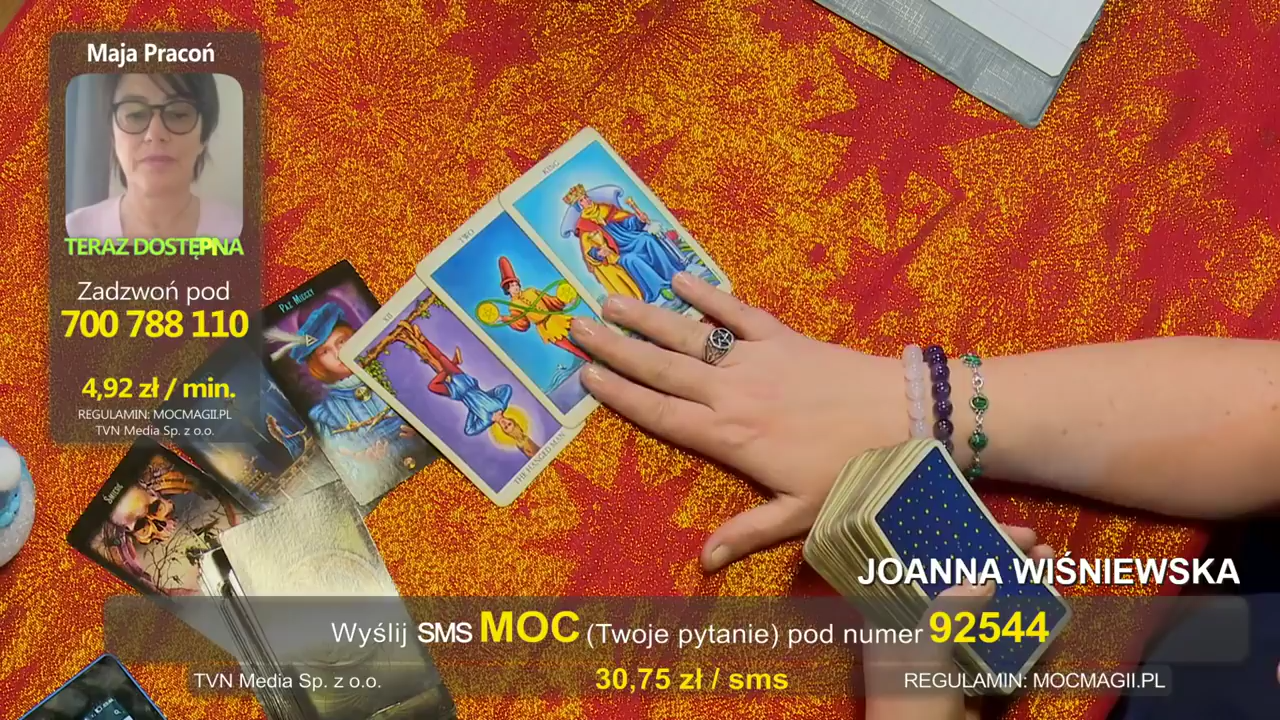 Maja Pracoń
TERAZ DOSTĘPNA
Zadzwoń pod
700 788 110
4,92 zł / min.
REGULAMIN: MOCMAGII.PL
TVN Media Sp. z o.o.
KING
TWO
XII
THE HANGED MAN
Paź Mieczy
Śmierć
JOANNA WIŚNIEWSKA
Wyślij SMS MOC (Twoje pytanie) pod numer 92544
TVN Media Sp. z o.o.
30,75 zł / sms
REGULAMIN: MOCMAGII.PL